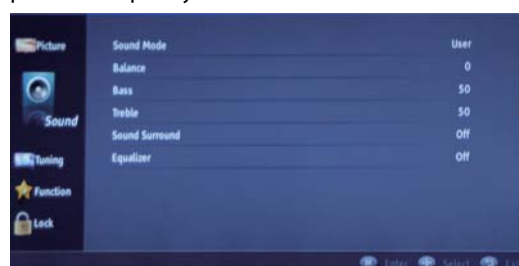 Picture
Sound
Tuning
Function
Lock
Sound Mode User
Balance 0
Bass 50
Treble 50
Sound Surround Off
Equalizer Off
Enter Select